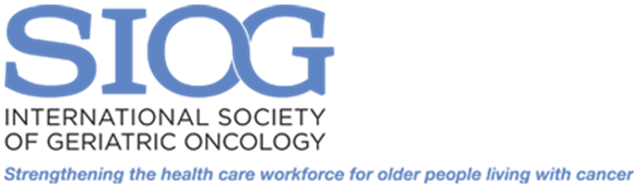 SIOG
INTERNATIONAL SOCIETY
OF GERIATRIC ONCOLOGY
Strengthening the health care workforce for older people living with cancer